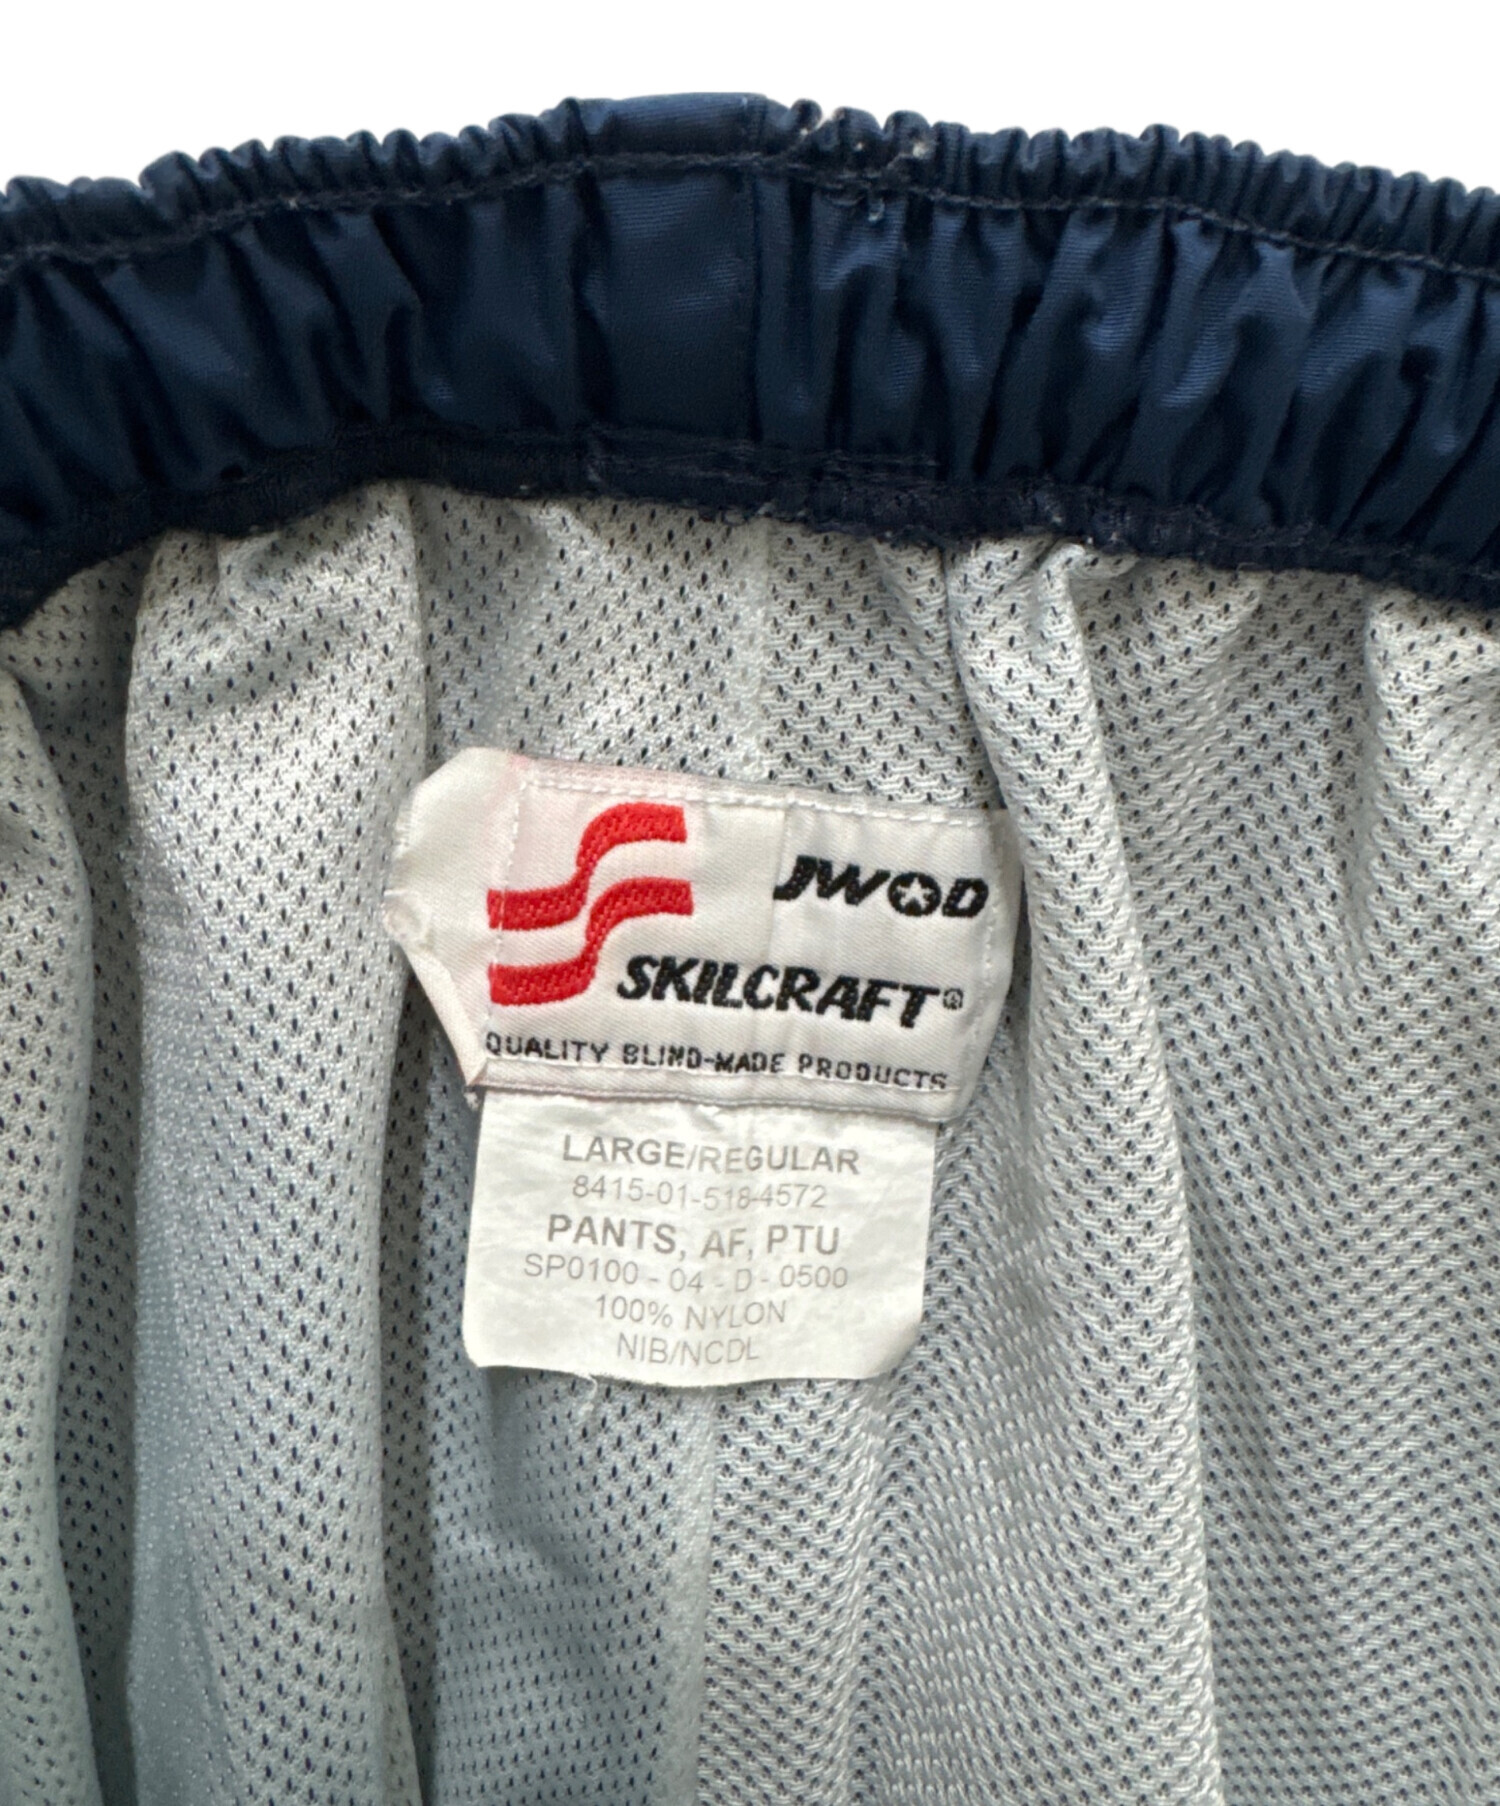 JWOD
SKILCRAFT®
QUALITY BLIND-MADE PRODUCTS
LARGE/REGULAR
8415-01-518-4572
PANTS, AF, PTU
SP0100 - 04 - D - 0500
100% NYLON
NIB/NCDL